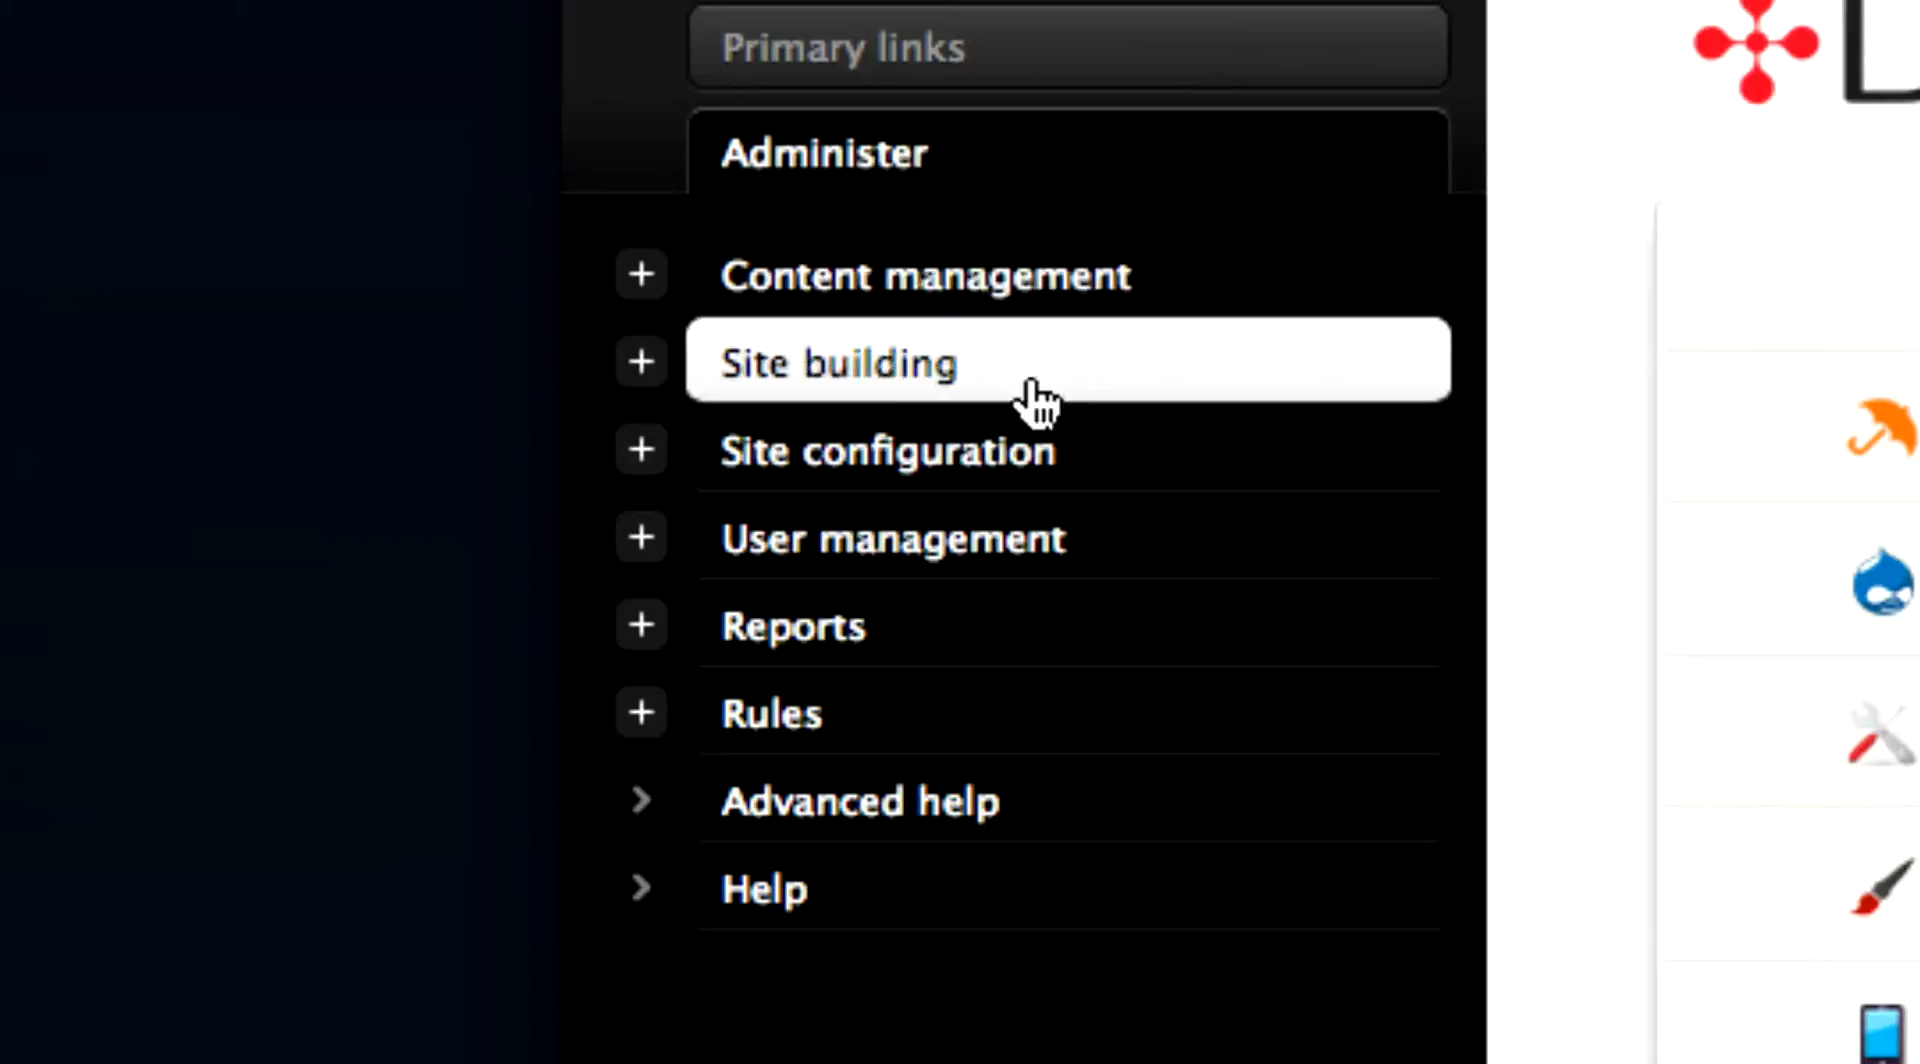 Primary links
Administer
Content management
Site building
Site configuration
User management
Reports
Rules
Advanced help
Help